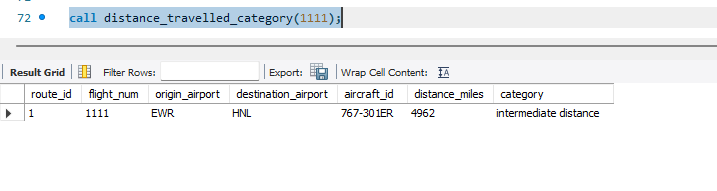 72 call distance_travelled_category(1111);
Result Grid Filter Rows: Export: Wrap Cell Content:
route_id flight_num origin_airport destination_airport aircraft_id distance_miles category
1 1111 EWR HNL 767-301ER 4962 intermediate distance